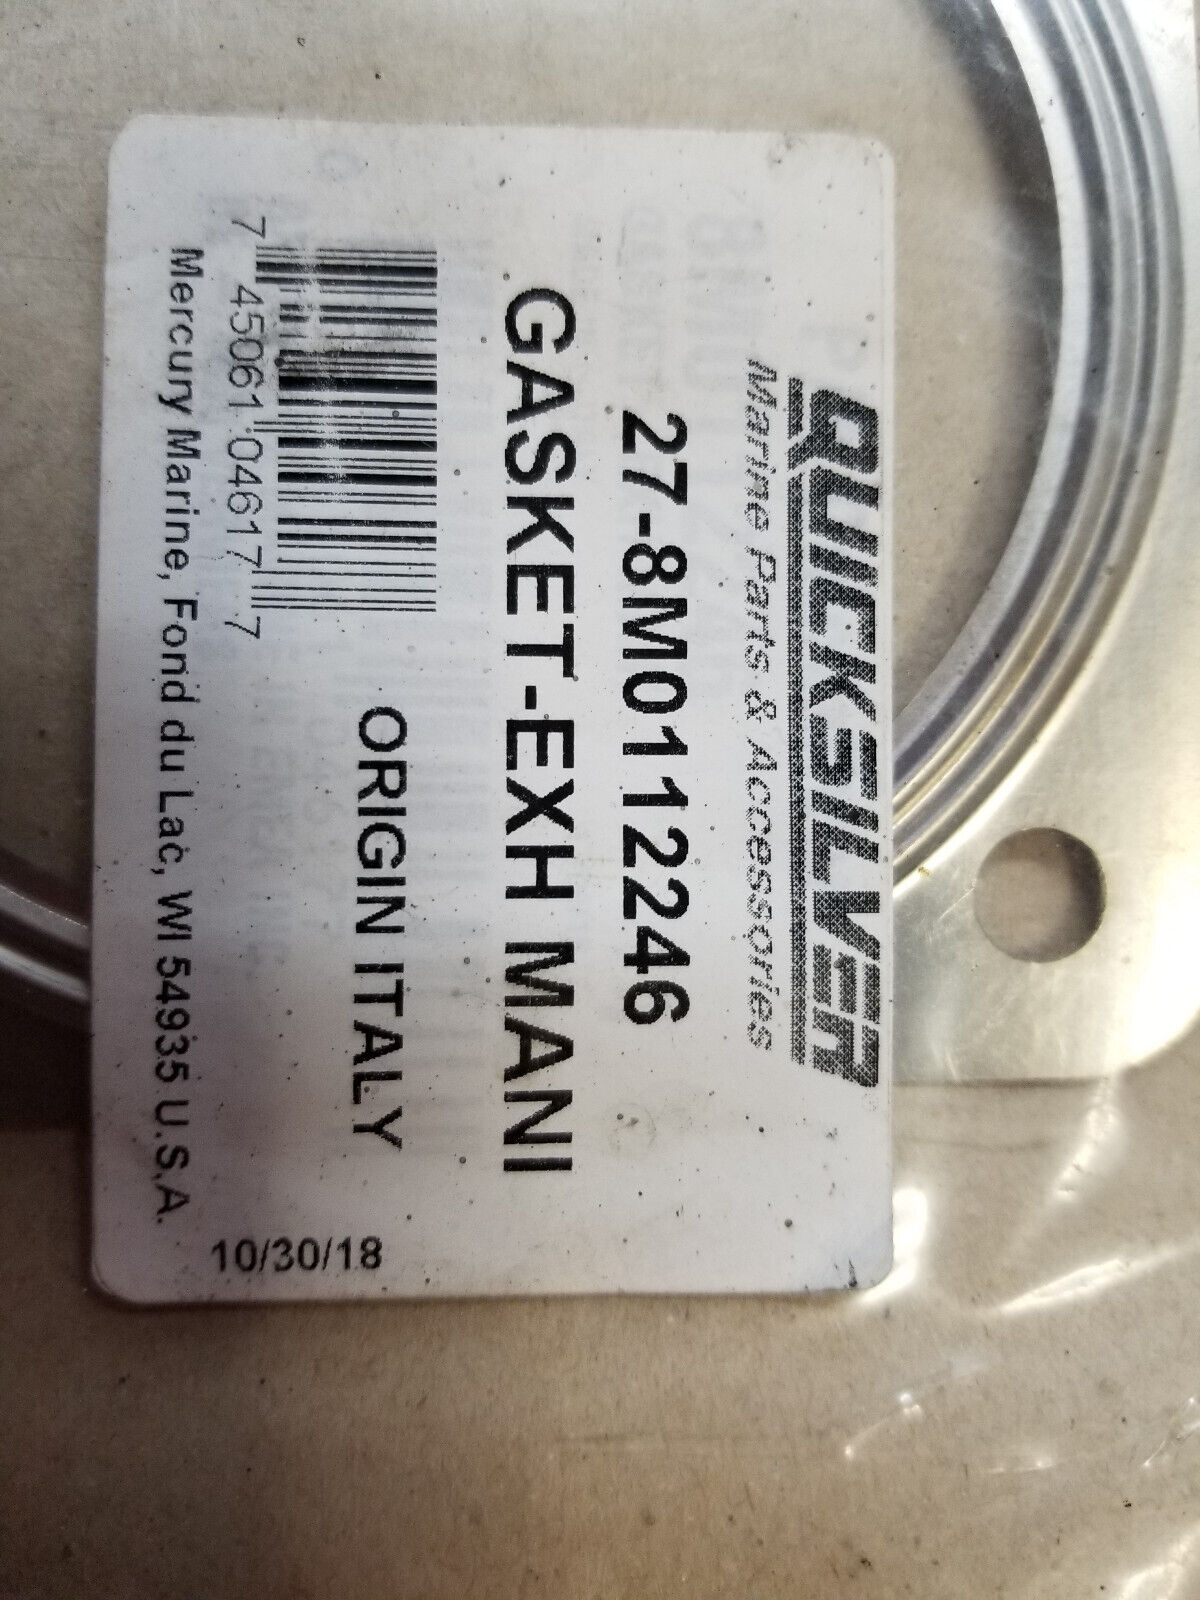 QUICKSILVER
Marine Parts & Accessories
27-8M0112246
GASKET-EXH MANI
ORIGIN ITALY
7 45061 04617 7
Mercury Marine, Fond du Lac, WI 54935 U.S.A.
10/30/18